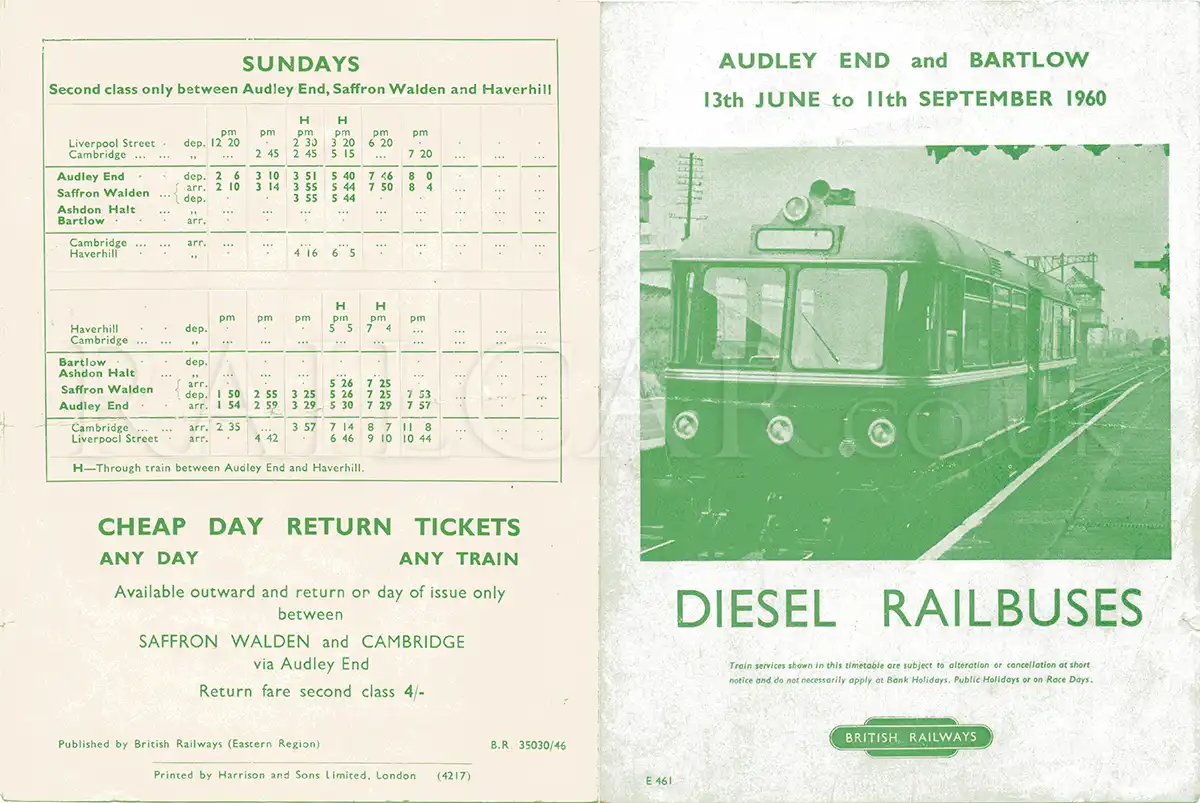 SUNDAYS
Second class only between Audley End, Saffron Walden and Haverhill
H H
pm pm pm pm pm pm
Liverpool Street · dep. 12 20 · 2 30 3 20 6 20 · · · ·
Cambridge ... ... „ ... 2 45 2 45 5 15 ... 7 20 ... ... ...
Audley End · · dep. 2 6 3 10 3 51 5 40 7 46 8 0 · · ·
Saffron Walden ... { arr. 2 10 3 14 3 55 5 44 7 50 8 4 ... ... ...
dep. · · 3 55 5 44 · · · · ·
Ashdon Halt ... „ ... ... ... ... ... ... ... ... ...
Bartlow · · arr. · · · · · · · · ·
Cambridge ... ... arr. ... ... ... ... ... ... ... ... ...
Haverhill · · „ · · 4 16 6 5 · · · · ·
H H
pm pm pm pm pm pm
Haverhill · · dep. · · · 5 5 7 4 ... ... ... ...
Cambridge ... ... „ ... ... ... ... ... ... ... ... ...
Bartlow · · dep. · · · · · · · · ·
Ashdon Halt ... „ ... ... ... ... ... ... ... ... ...
Saffron Walden { arr. · · · 5 26 7 25 · · · ·
dep. 1 50 2 55 3 25 5 26 7 25 7 53 ... ... ...
Audley End · · arr. 1 54 2 59 3 29 5 30 7 29 7 57 · · ·
Cambridge ... ... arr. 2 35 ... 3 57 7 14 8 7 11 8 ... ... ...
Liverpool Street · arr. · 4 42 · 6 46 9 10 10 44 · · ·
H—Through train between Audley End and Haverhill.
CHEAP DAY RETURN TICKETS
ANY DAY ANY TRAIN
Available outward and return on day of issue only
between
SAFFRON WALDEN and CAMBRIDGE
via Audley End
Return fare second class 4/-
Published by British Railways (Eastern Region) B.R. 35030/46
Printed by Harrison and Sons Limited, London (4217)
AUDLEY END and BARTLOW
13th JUNE to 11th SEPTEMBER 1960
DIESEL RAILBUSES
Train services shown in this timetable are subject to alteration or cancellation at short
notice and do not necessarily apply at Bank Holidays, Public Holidays or on Race Days.
BRITISH RAILWAYS
E 461
RAILCAR.co.uk